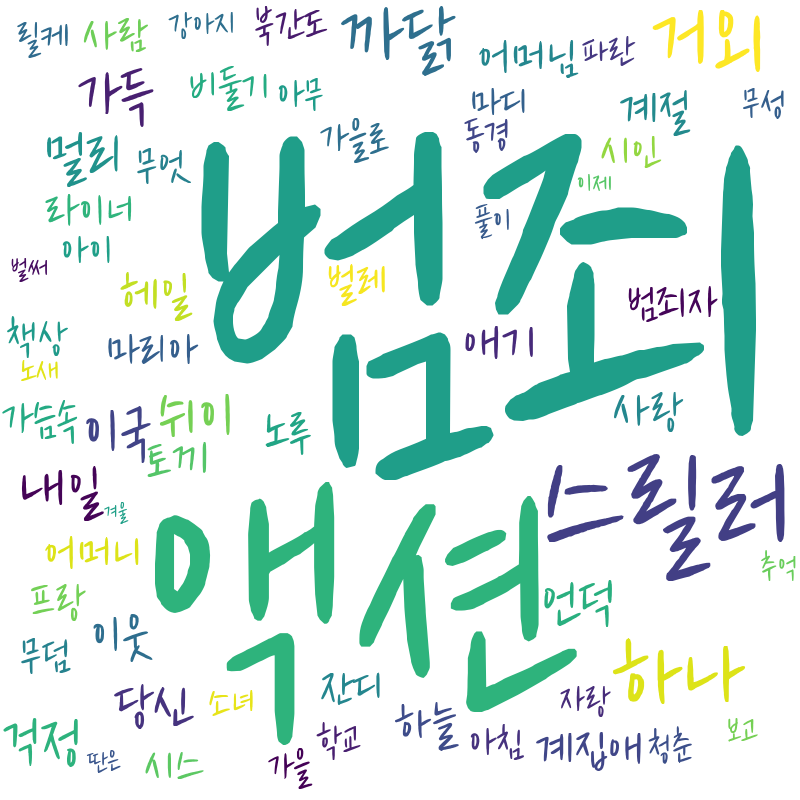 릴케
사람
강아지
북간도
까닭
어머님
파란
거외
가득
비둘기
아무
마디
계절
무성
멀리
무엇
가을로
동경
시인
이제
라이너
아이
풀이
범죄
벌써
헤일
벌레
범죄자
책상
노새
마리아
애기
사랑
가슴속
이국
쉬이
토끼
노루
내일
겨울
스릴러
액션
어머니
추억
프랑
언덕
무덤
이웃
하나
당신
소녀
잔디
자랑
걱정
딴은
시스
가을
학교
하늘
아침
계집애
청춘
보고